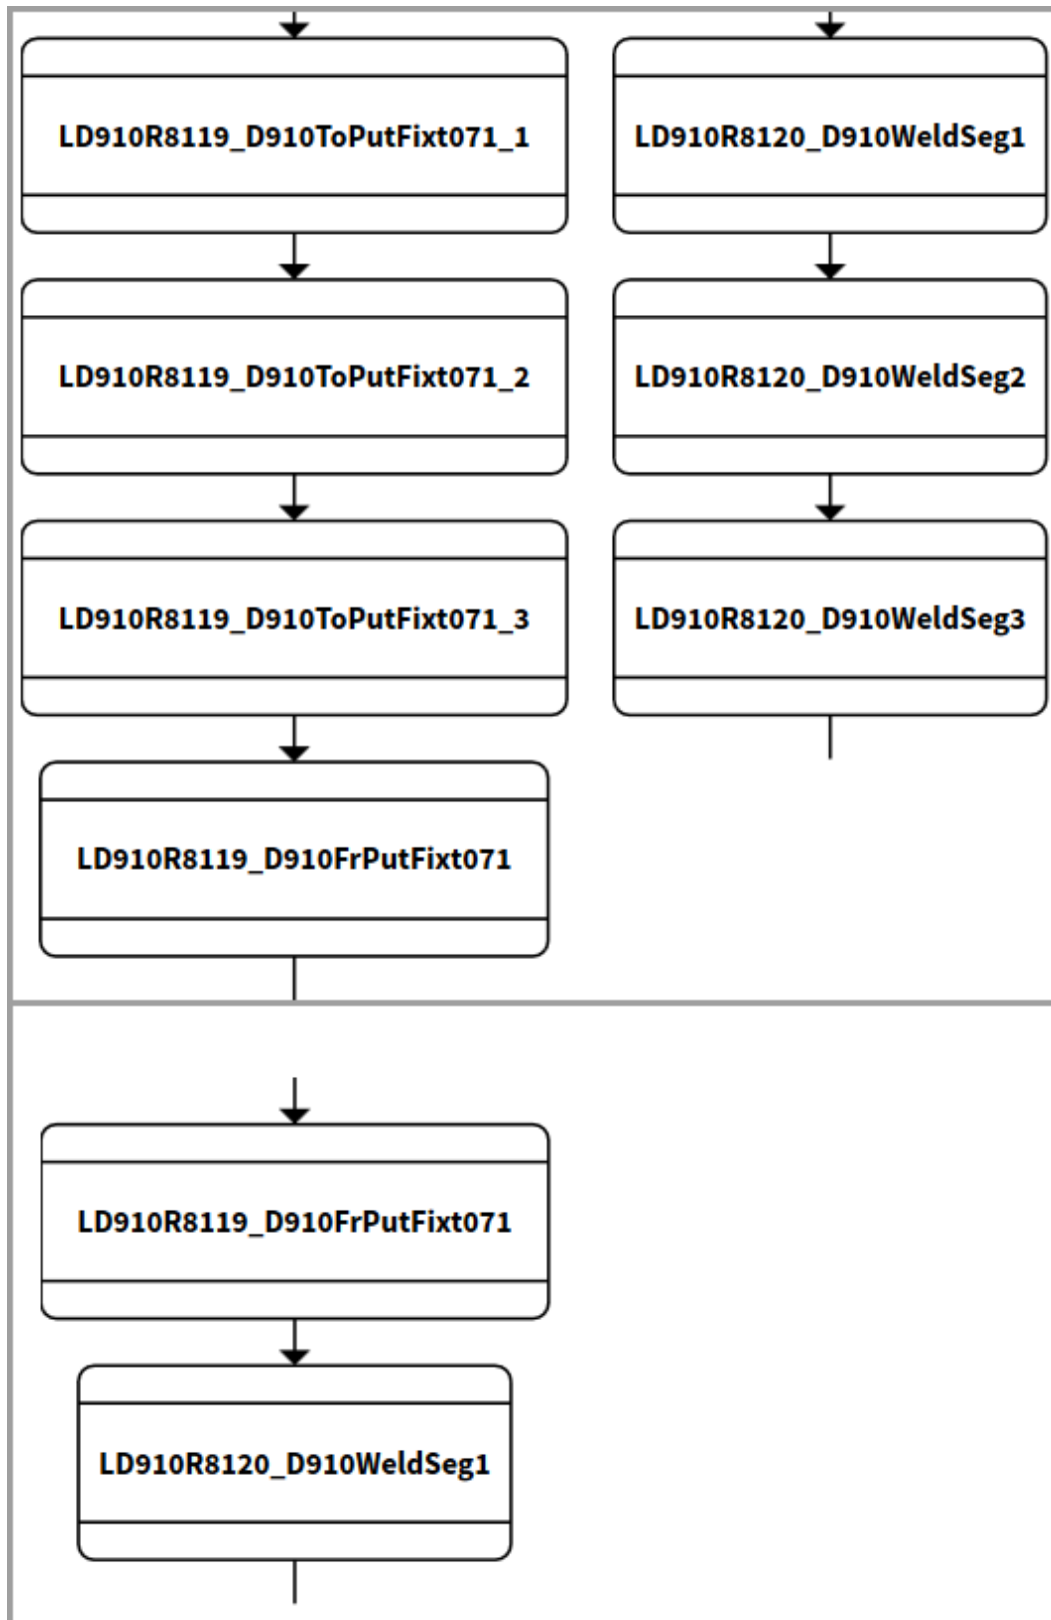 LD910R8119_D910ToPutFixt071_1
LD910R8119_D910ToPutFixt071_2
LD910R8119_D910ToPutFixt071_3
LD910R8119_D910FrPutFixt071
LD910R8120_D910WeldSeg1
LD910R8120_D910WeldSeg2
LD910R8120_D910WeldSeg3
LD910R8119_D910FrPutFixt071
LD910R8120_D910WeldSeg1